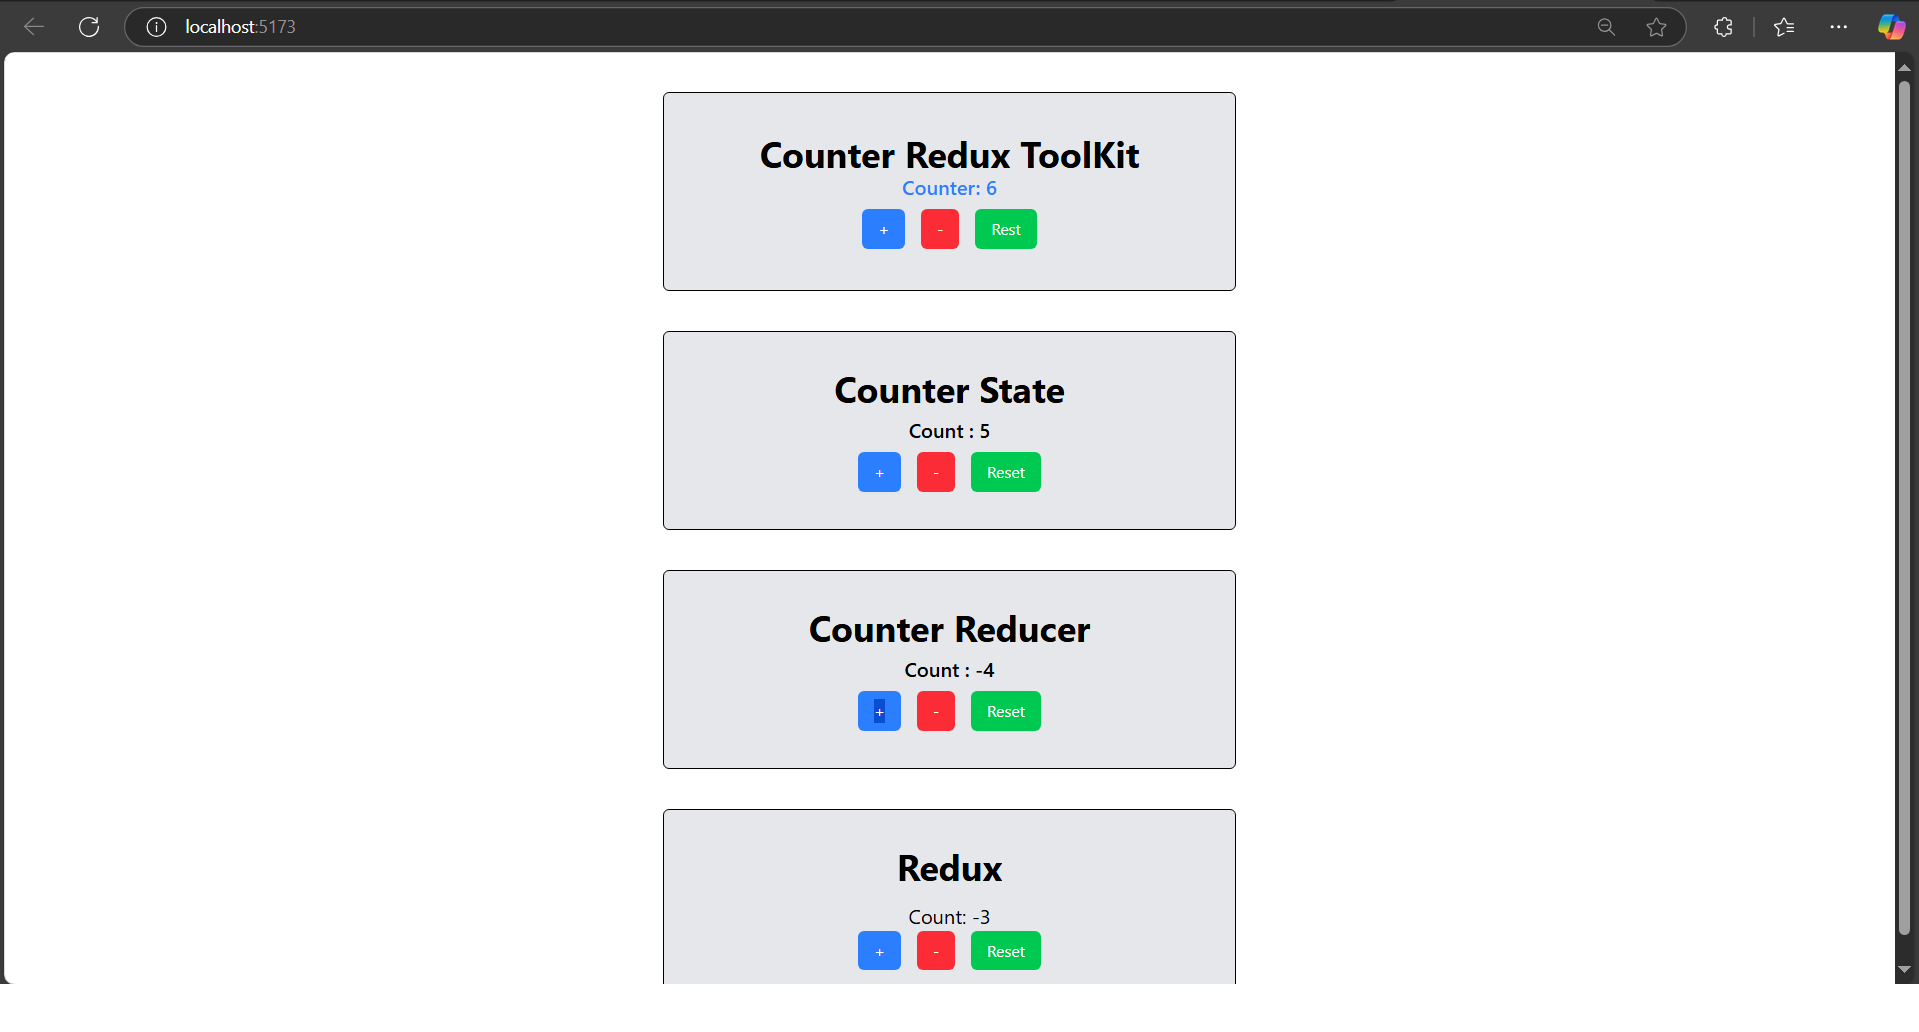 localhost:5173
Counter Redux ToolKit
Counter: 6
+ - Rest
Counter State
Count : 5
+ - Reset
Counter Reducer
Count : -4
+ - Reset
Redux
Count: -3
+ - Reset